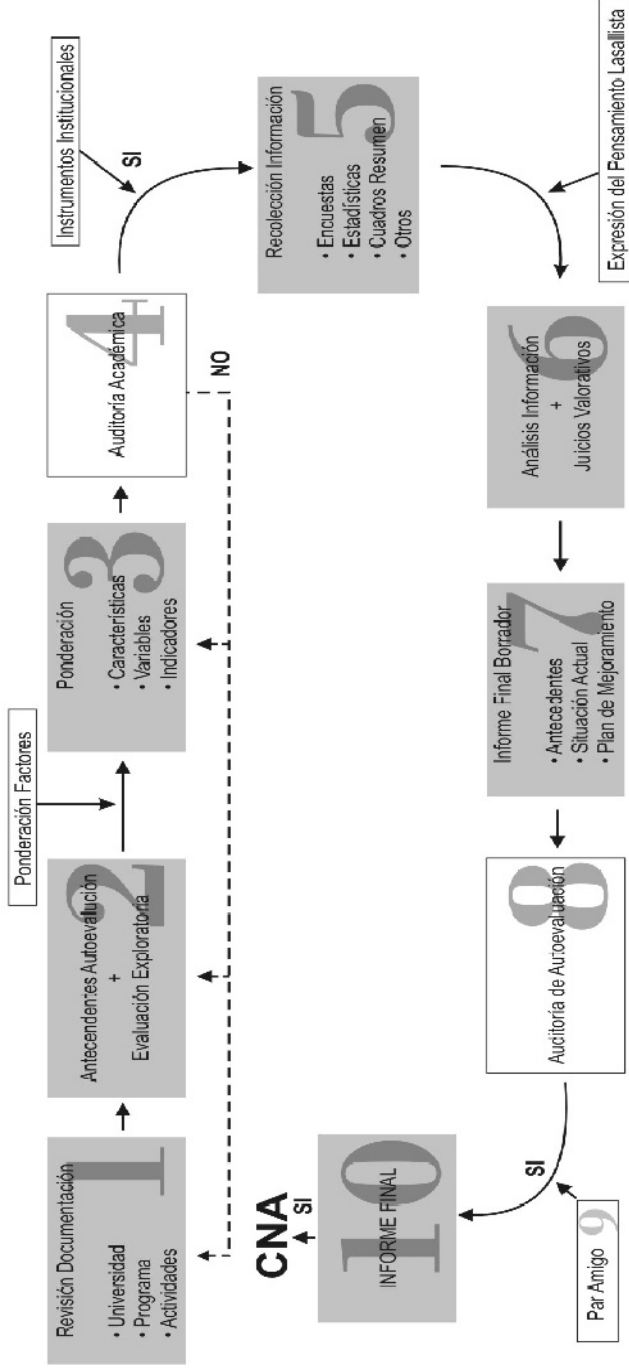 Revisión Documentación
• Universidad
• Programa
• Actividades
1
Antecendentes Autoevalución
+
Evaluación Exploratoria
2
Ponderación Factores
Ponderación
• Características
• Variables
• Indicadores
3
Auditoría Académica
4
NO
SI
Instrumentos Institucionales
Recolección Información
• Encuestas
• Estadísticas
• Cuadros Resumen
• Otros
5
Expresión del Pensamiento Lasallista
Análisis Información
+
Juicios Valorativos
6
Informe Final Borrador
• Antecedentes
• Situación Actual
• Plan de Mejoramiento
7
Auditoría de Autoevaluación
8
SI
Par Amigo 9
INFORME FINAL
10
SI
CNA